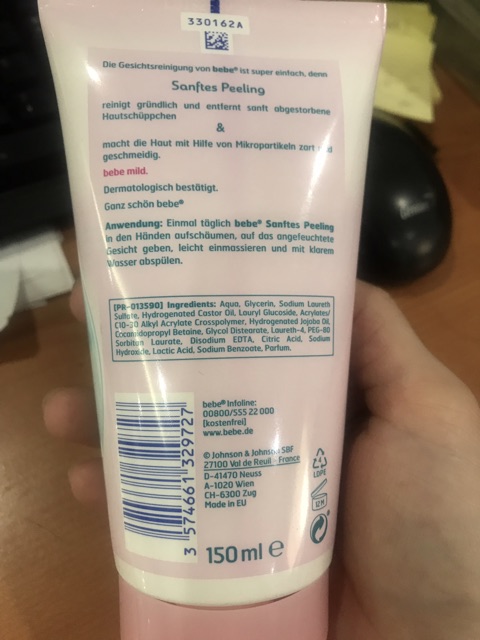 330162A
Die Gesichtsreinigung von bebe® ist super einfach, denn
Sanftes Peeling
reinigt gründlich und entfernt sanft abgestorbene
Hautschüppchen
&
macht die Haut mit Hilfe von Mikropartikeln zart und
geschmeidig.
bebe mild.
Dermatologisch bestätigt.
Ganz schön bebe®
Anwendung: Einmal täglich bebe® Sanftes Peeling
in den Händen aufschäumen, auf das angefeuchtete
Gesicht geben, leicht einmassieren und mit klarem
Wasser abspülen.
[PR-013590] Ingredients: Aqua, Glycerin, Sodium Laureth
Sulfate, Hydrogenated Castor Oil, Lauryl Glucoside, Acrylates/
C10-30 Alkyl Acrylate Crosspolymer, Hydrogenated Jojoba Oil,
Cocamidopropyl Betaine, Glycol Distearate, Laureth-4, PEG-80
Sorbitan Laurate, Disodium EDTA, Citric Acid, Sodium
Hydroxide, Lactic Acid, Sodium Benzoate, Parfum.
bebe® Infoline:
00800/555 22 000
[kostenfrei]
www.bebe.de
© Johnson & Johnson SBF
27100 Val de Reuil - France
D-41470 Neuss
A-1020 Wien
CH-6300 Zug
Made in EU
4
LDPE
12M
3 574661 329727
150 ml e